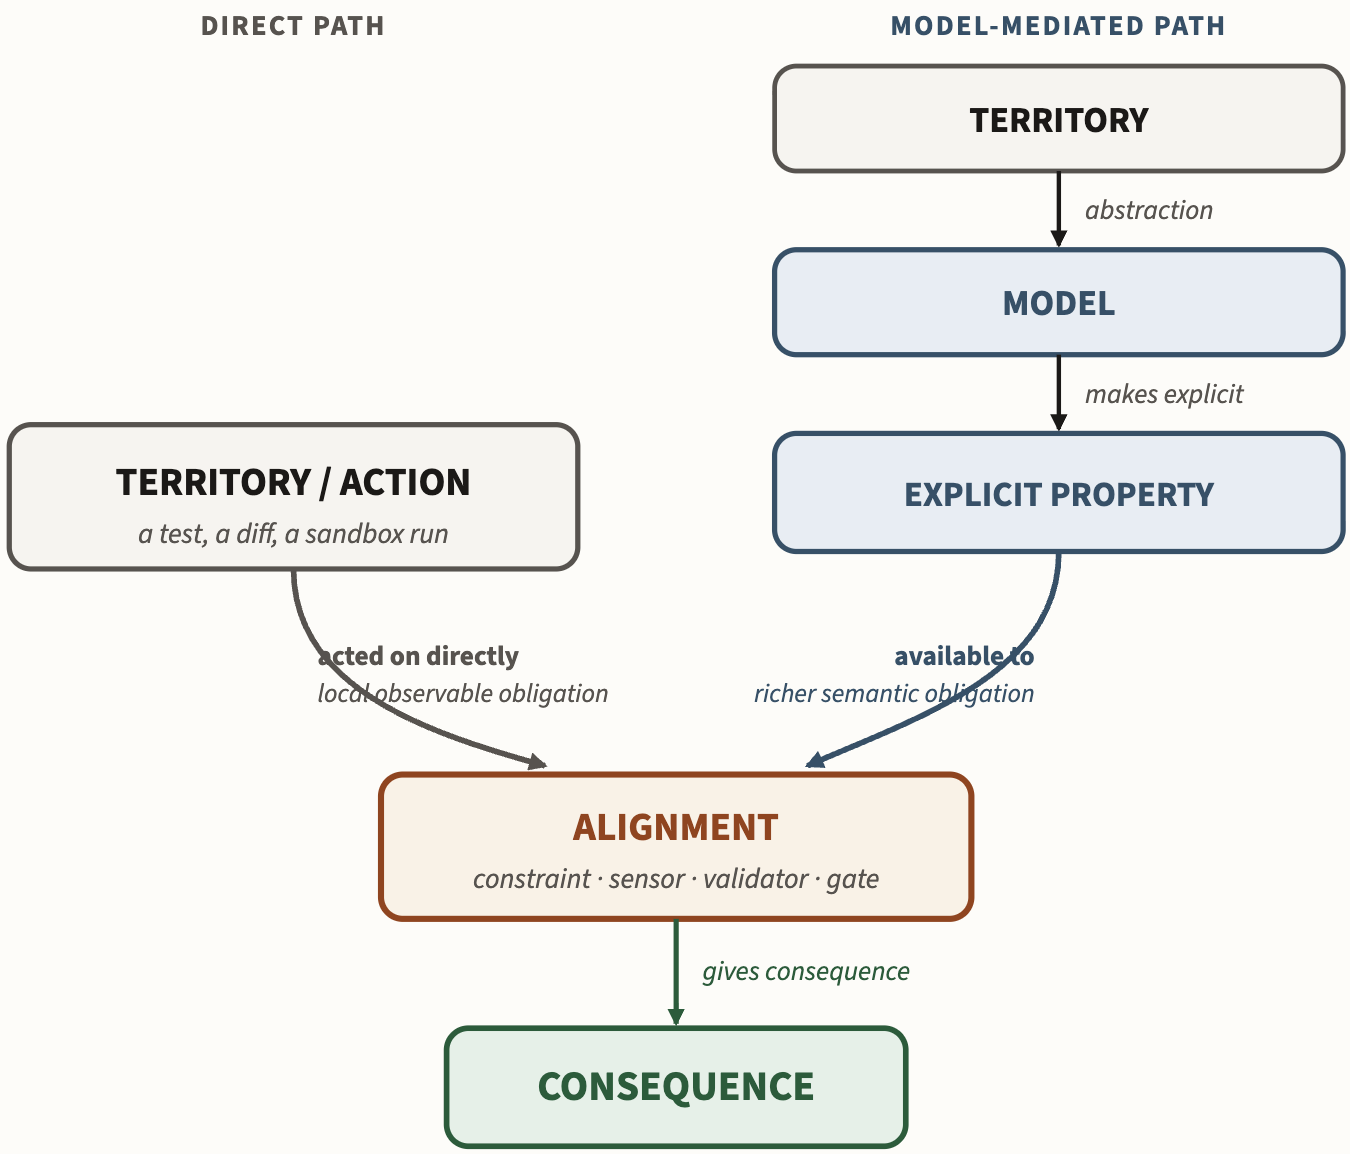 DIRECT PATH
MODEL-MEDIATED PATH
TERRITORY
abstraction
MODEL
makes explicit
TERRITORY / ACTION
a test, a diff, a sandbox run
EXPLICIT PROPERTY
acted on directly
local observable obligation
available to
richer semantic obligation
ALIGNMENT
constraint · sensor · validator · gate
gives consequence
CONSEQUENCE